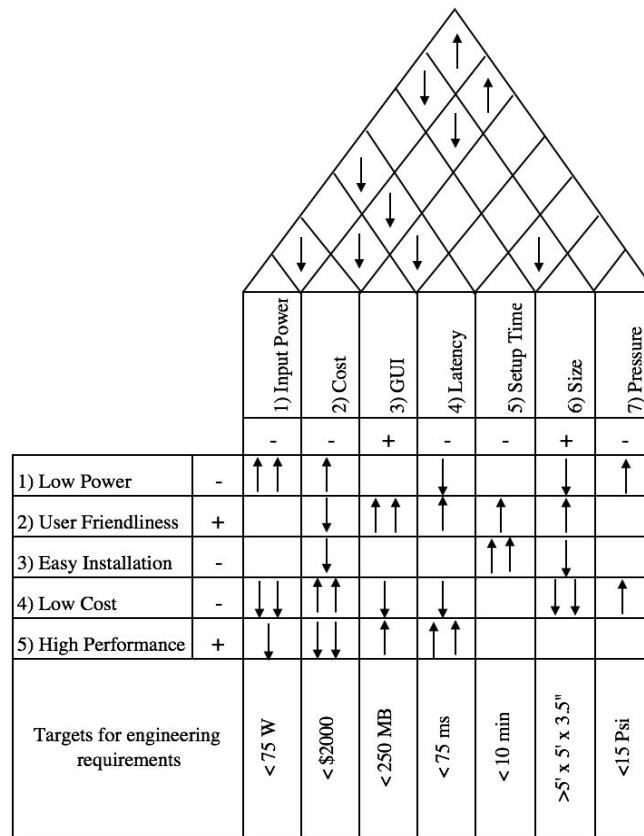 1) Input Power
2) Cost
3) GUI
4) Latency
5) Setup Time
6) Size
7) Pressure
- - + - - + -
1) Low Power -
2) User Friendliness +
3) Easy Installation -
4) Low Cost -
5) High Performance +
Targets for engineering
requirements
< 75 W
< $2000
< 250 MB
< 75 ms
< 10 min
>5' x 5' x 3.5"
<15 Psi